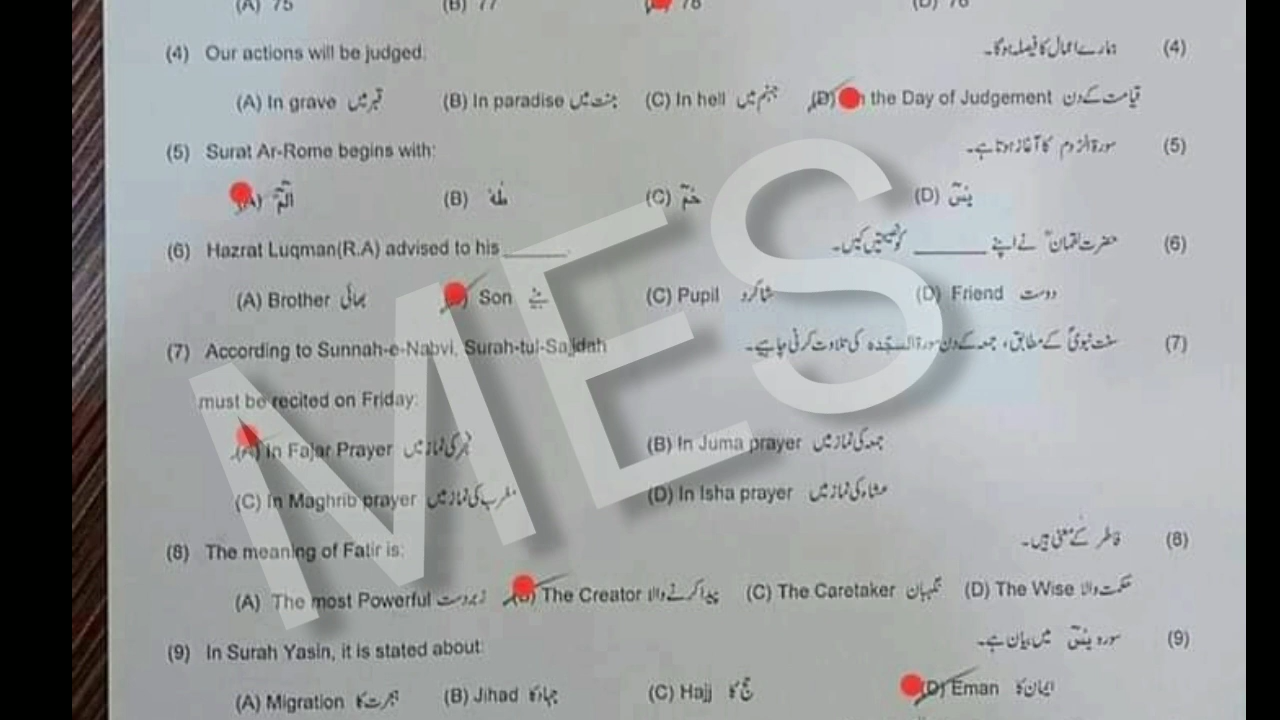 (A) 75 (B) 77 78 (D) 76
(4) Our actions will be judged. ہمارے اعمال کا فیصلہ ہوگا۔ (4)
(A) In grave قبر میں (B) In paradise جنت میں (C) In hell جہنم میں (D) the Day of Judgement قیامت کے دن
(5) Surat Ar-Rome begins with: سورۃ الروم کا آغاز ہوتا ہے۔ (5)
(A) الٓمّٓ (B) طٰهٰ (C) حٰمٓ (D) یٰسٓ
(6) Hazrat Luqman(R.A) advised to his ______. حضرت لقمانؓ نے اپنے ______ کو نصیحتیں کیں۔ (6)
(A) Brother بھائی Son بیٹے (C) Pupil شاگرد (D) Friend دوست
(7) According to Sunnah-e-Nabvi, Surah-tul-Sajdah سنت نبویؐ کے مطابق، جمعہ کے دن سورۃ السجدہ کی تلاوت کرنی چاہیے۔ (7)
must be recited on Friday:
In Fajar Prayer فجر کی نماز میں (B) In Juma prayer جمعہ کی نماز میں
(C) In Maghrib prayer مغرب کی نماز میں (D) In Isha prayer عشاء کی نماز میں
(8) The meaning of Fatir is: فاطر کے معنی ہیں۔ (8)
(A) The most Powerful زبردست (B) The Creator پیدا کرنے والا (C) The Caretaker نگہبان (D) The Wise حکمت والا
(9) In Surah Yasin, it is stated about: سورہ یٰسٓ میں بیان ہے۔ (9)
(A) Migration ہجرت کا (B) Jihad جہاد کا (C) Hajj حج کا (D) Eman ایمان کا
MES